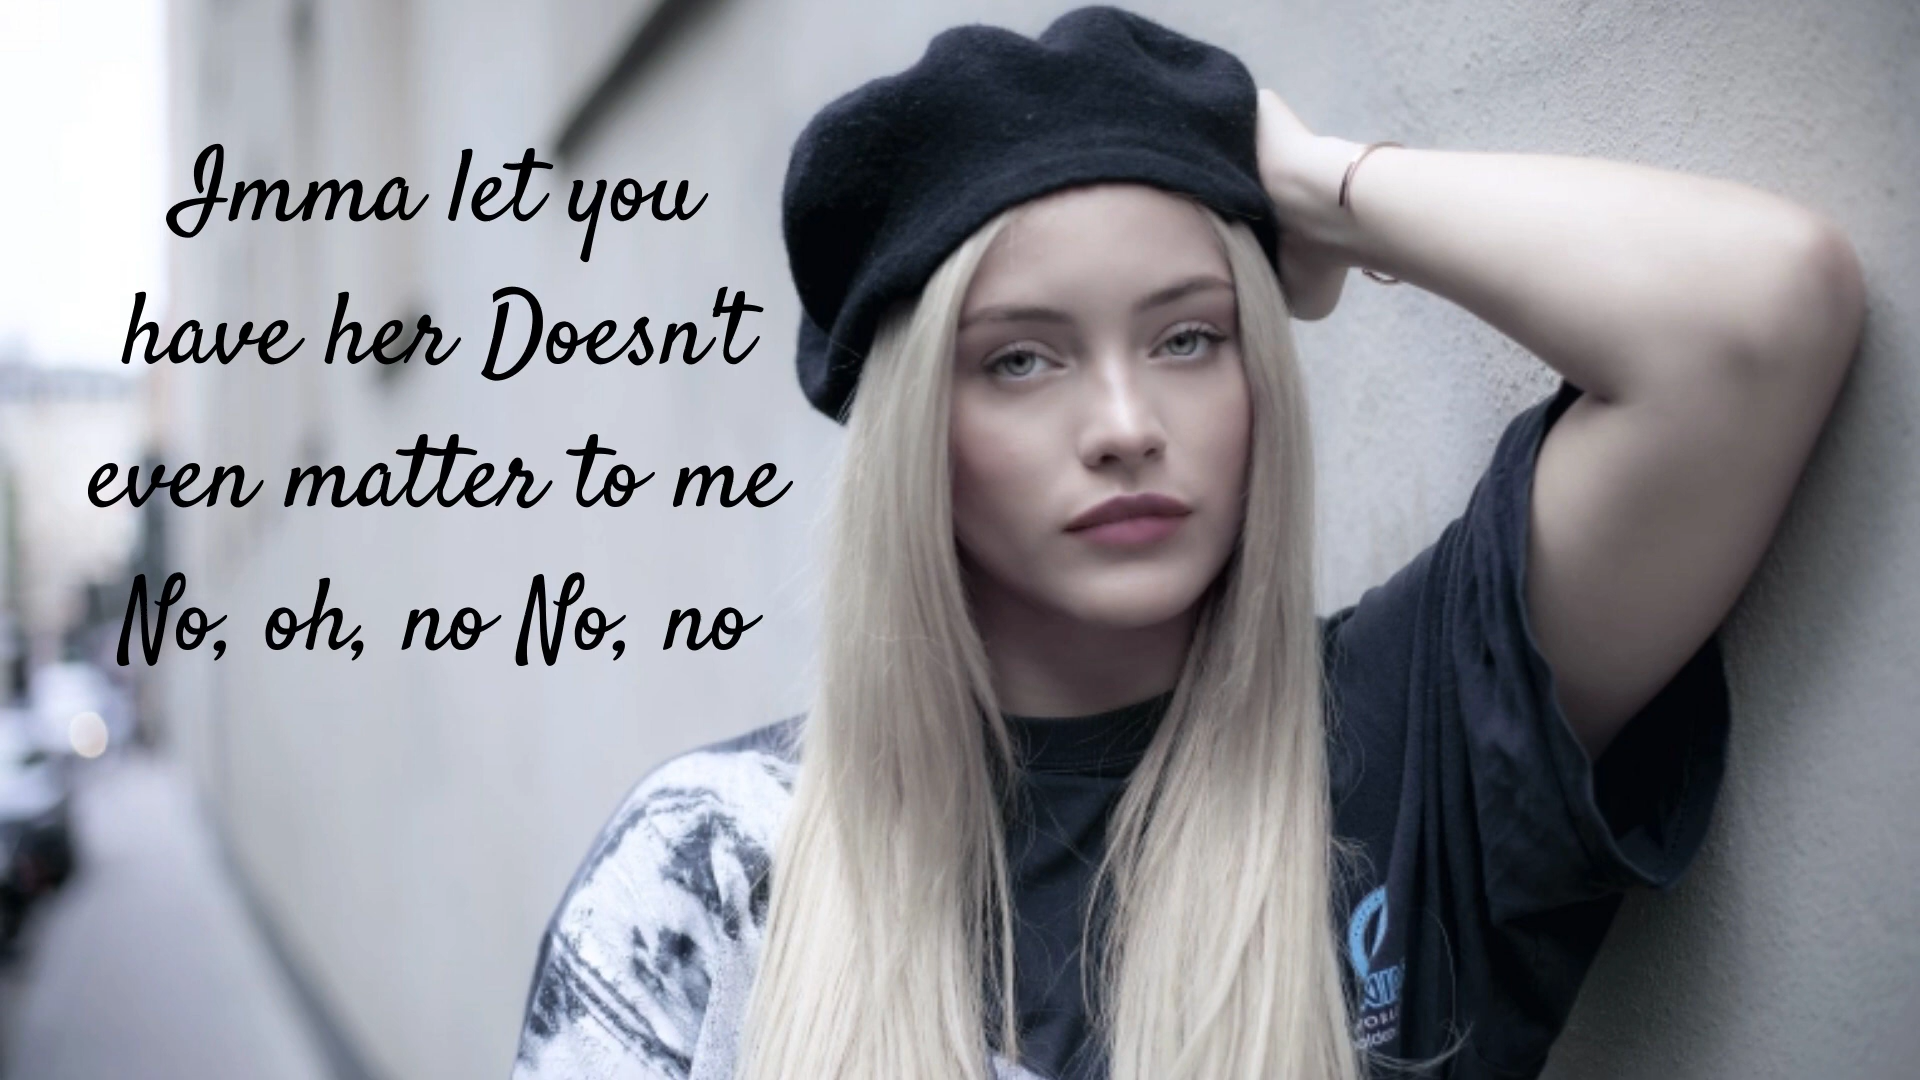 Imma let you
have her Doesn't
even matter to me
No, oh, no No, no